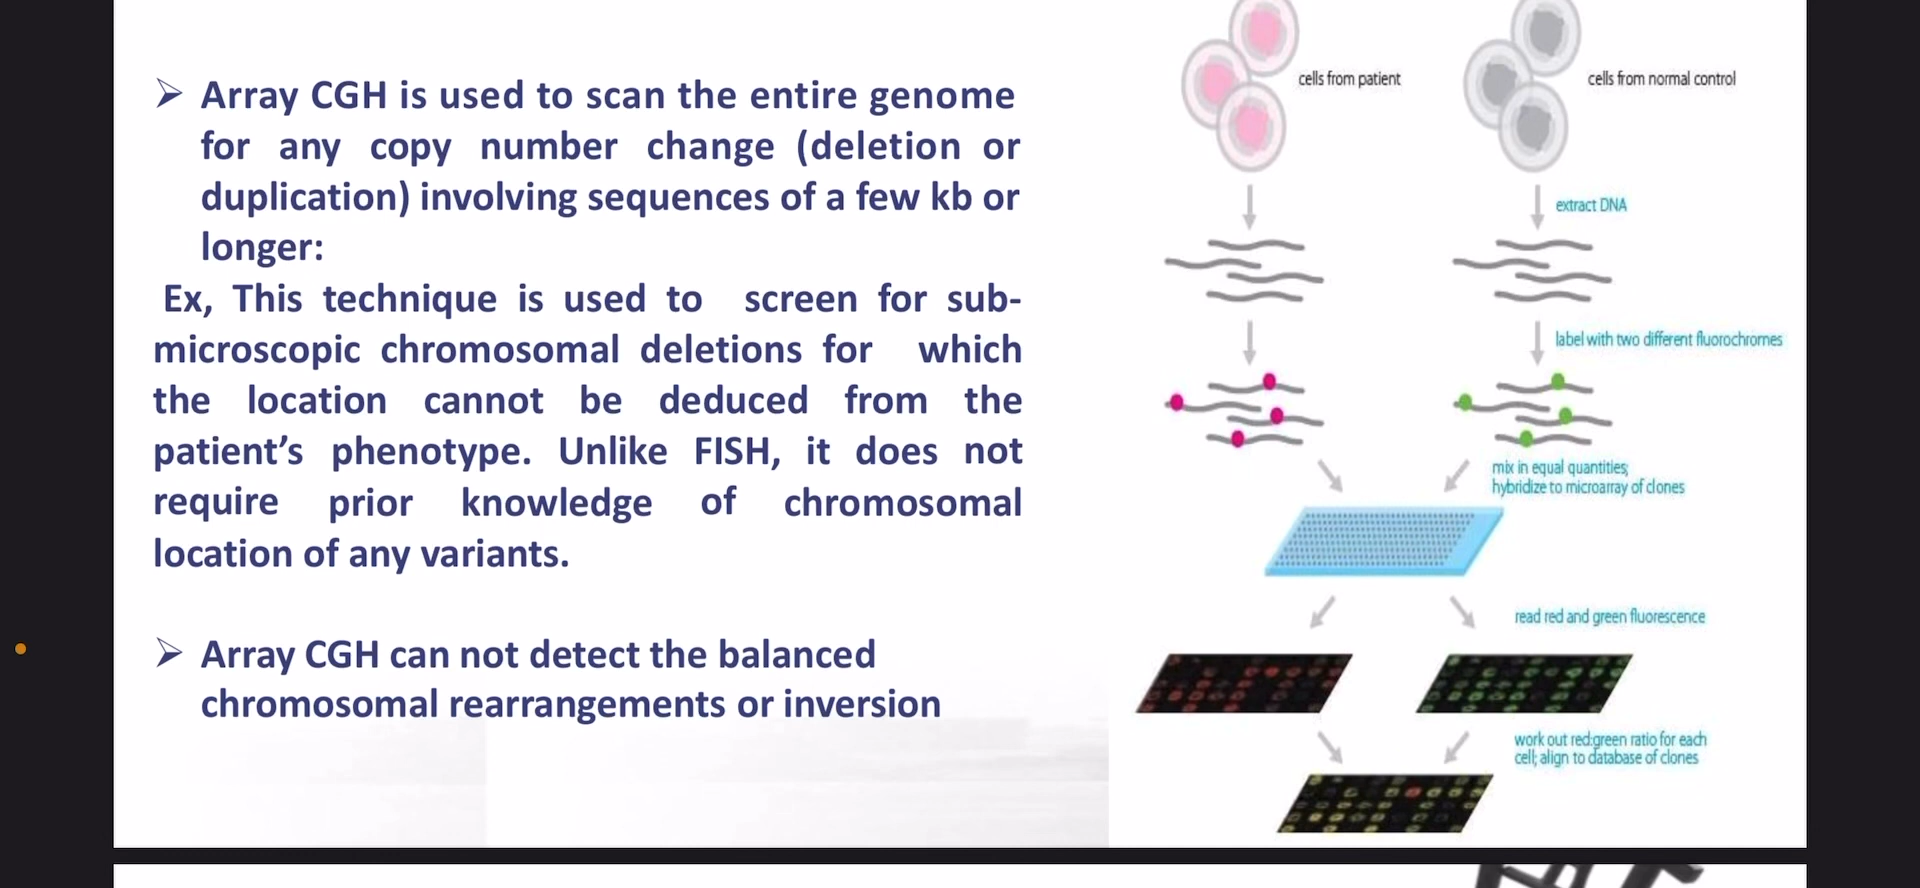 ➢ Array CGH is used to scan the entire genome
for any copy number change (deletion or
duplication) involving sequences of a few kb or
longer:
Ex, This technique is used to screen for sub-
microscopic chromosomal deletions for which
the location cannot be deduced from the
patient’s phenotype. Unlike FISH, it does not
require prior knowledge of chromosomal
location of any variants.
➢ Array CGH can not detect the balanced
chromosomal rearrangements or inversion
cells from patient
cells from normal control
extract DNA
label with two different fluorochromes
mix in equal quantities;
hybridize to microarray of clones
read red and green fluorescence
work out red:green ratio for each
cell; align to database of clones